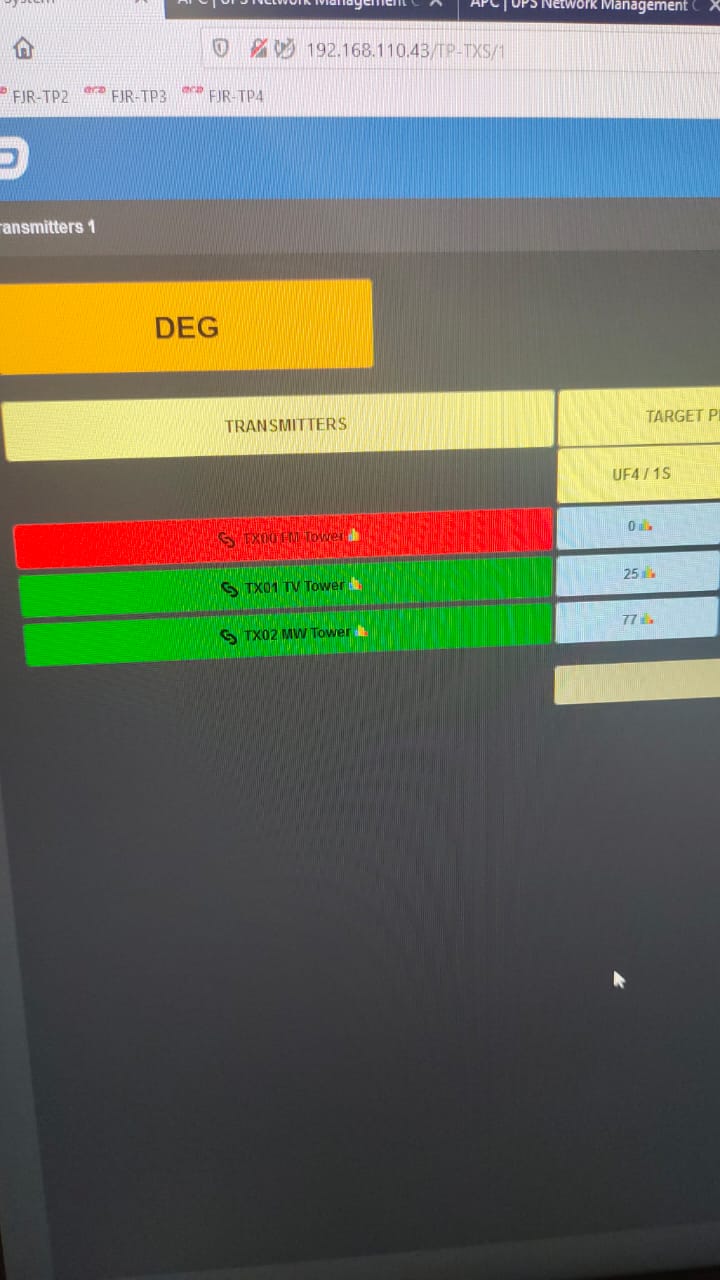 APC | UPS Network Management C
APC | UPS Network Management C
192.168.110.43/TP-TXS/1
FJR-TP2 FJR-TP3 FJR-TP4
ransmitters 1
DEG
TRANSMITTERS
TARGET P
UF4 / 1S
TX00 FM Tower 0
TX01 TV Tower 25
TX02 MW Tower 77